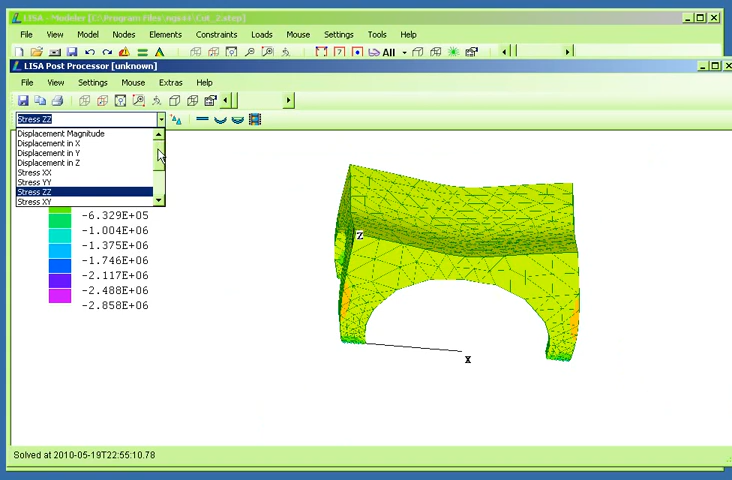 LISA - Modeler [C:\Program Files\ngs4s\Cut_2.step]
File View Model Nodes Elements Constraints Loads Mouse Settings Tools Help
All
LISA Post Processor [unknown]
File View Settings Mouse Extras Help
Stress ZZ
Displacement Magnitude
Displacement in X
Displacement in Y
Displacement in Z
Stress XX
Stress YY
Stress ZZ
Stress XY
-6.329E+05
-1.004E+06
-1.375E+06
-1.746E+06
-2.117E+06
-2.488E+06
-2.858E+06
Z
X
Solved at 2010-05-19T22:55:10.78